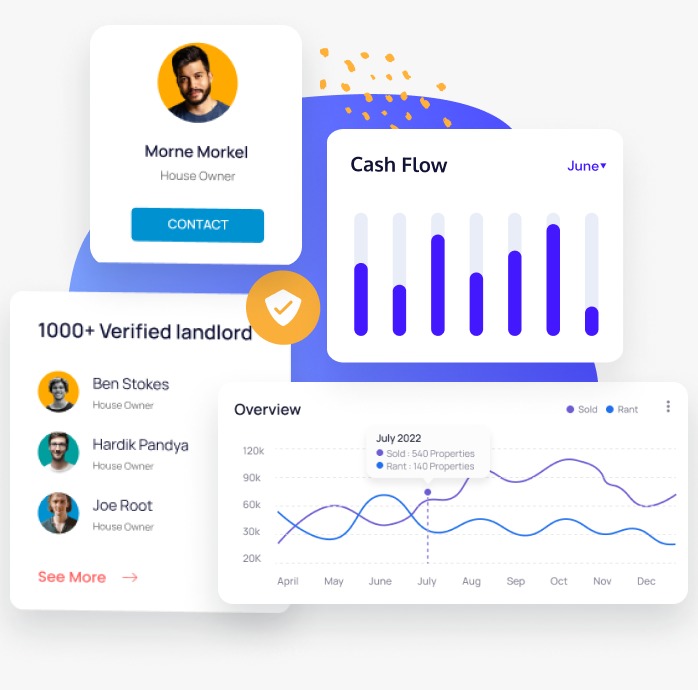 Morne Morkel
House Owner
CONTACT
Cash Flow
June
1000+ Verified landlord
Ben Stokes
House Owner
Hardik Pandya
House Owner
Joe Root
House Owner
See More
Overview
Sold
Rant
July 2022
Sold : 540 Properties
Rant : 140 Properties
120k
90k
60k
30k
20K
April May June July Aug Sep Oct Nov Dec